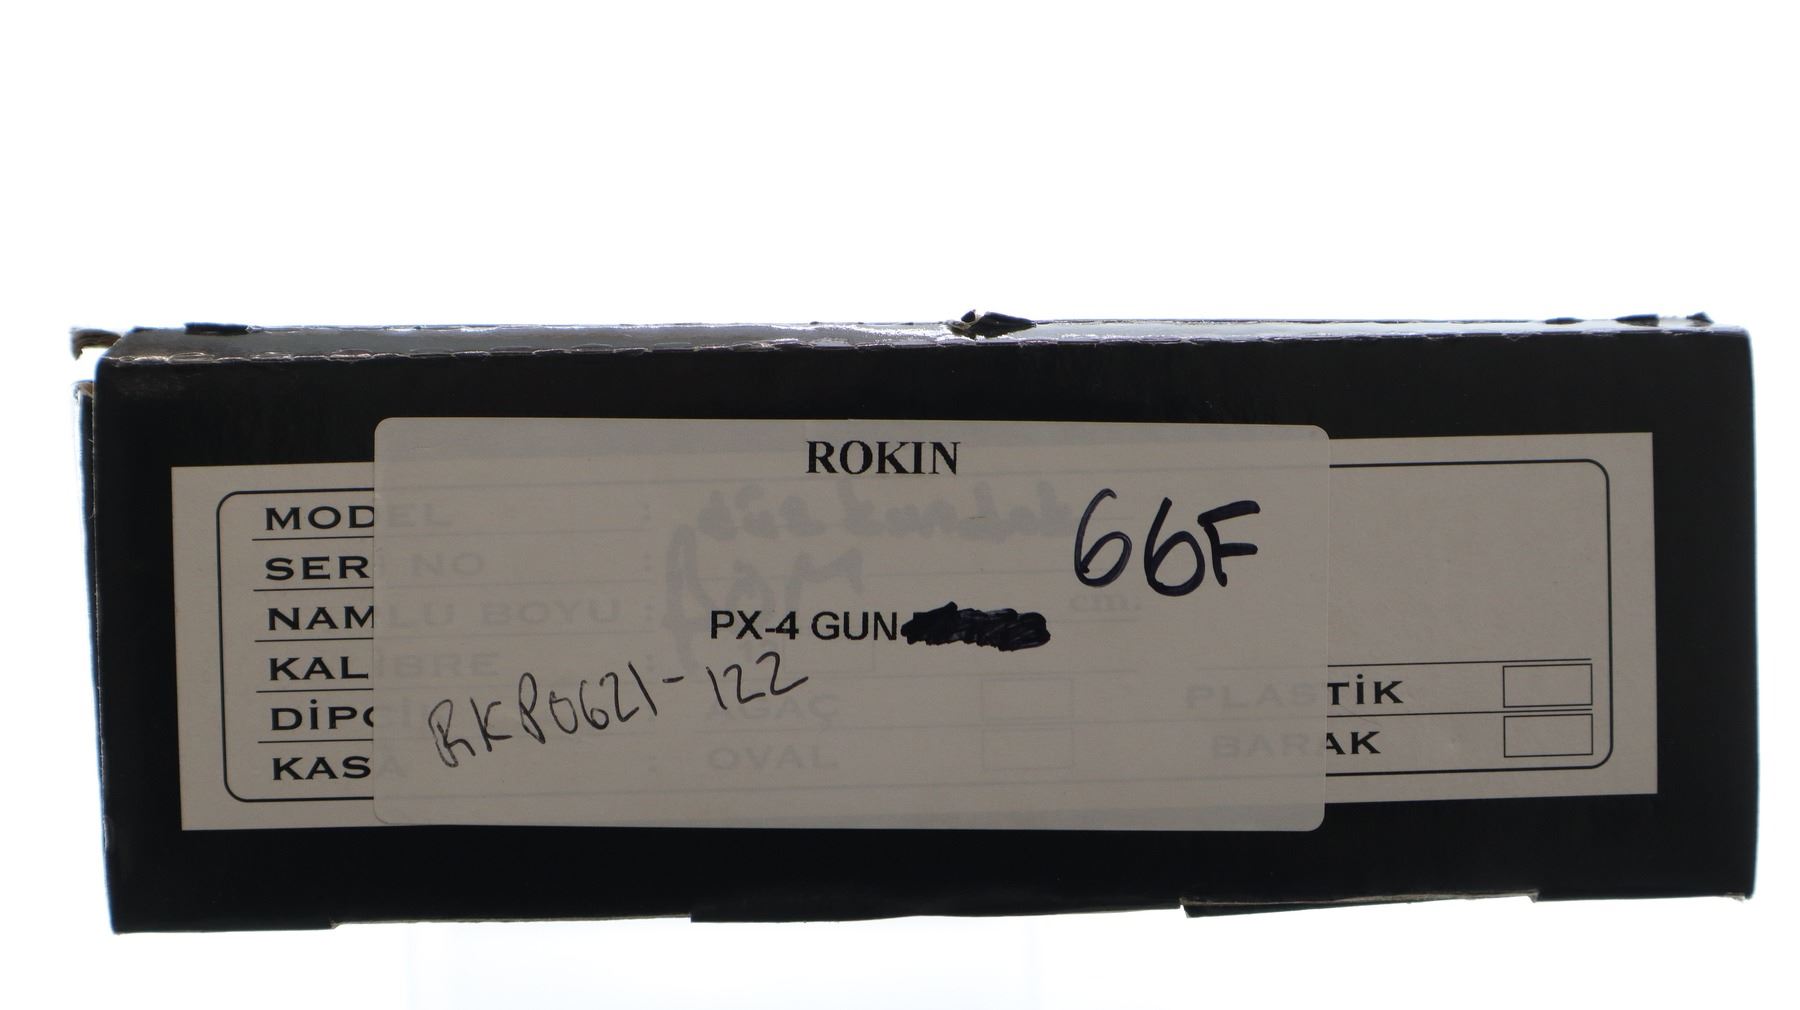 ROKIN
66F
PX-4 GUN
RKP0621-122
MODEL :
SERİ NO :
NAMLU BOYU : cm.
KALİBRE :
DİPÇİK : AĞAÇ PLASTİK
KASA : OVAL BARAK